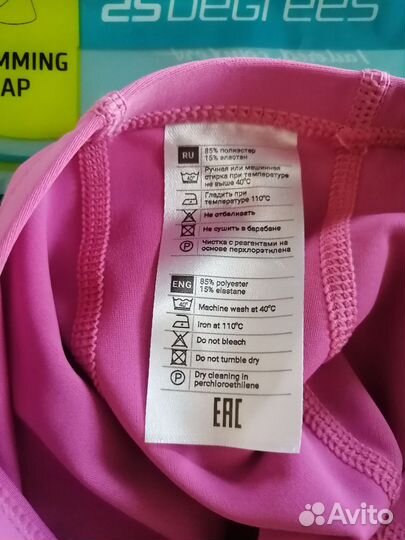 25DEGREES
MMING
AP
RU 85% полиэстер
15% эластан
Ручная или машинная
стирка при температуре
не выше 40°C
40°
Гладить при
температуре 110°C
Не отбеливать
Не сушить в барабане
Чистка с реагентами на
P
основе перхлорэтилена
ENG 85% polyester
15% elastane
40° Machine wash at 40°C
Iron at 110°C
Do not bleach
Do not tumble dry
P Dry cleaning in
perchloroethilene
EAC
Avito